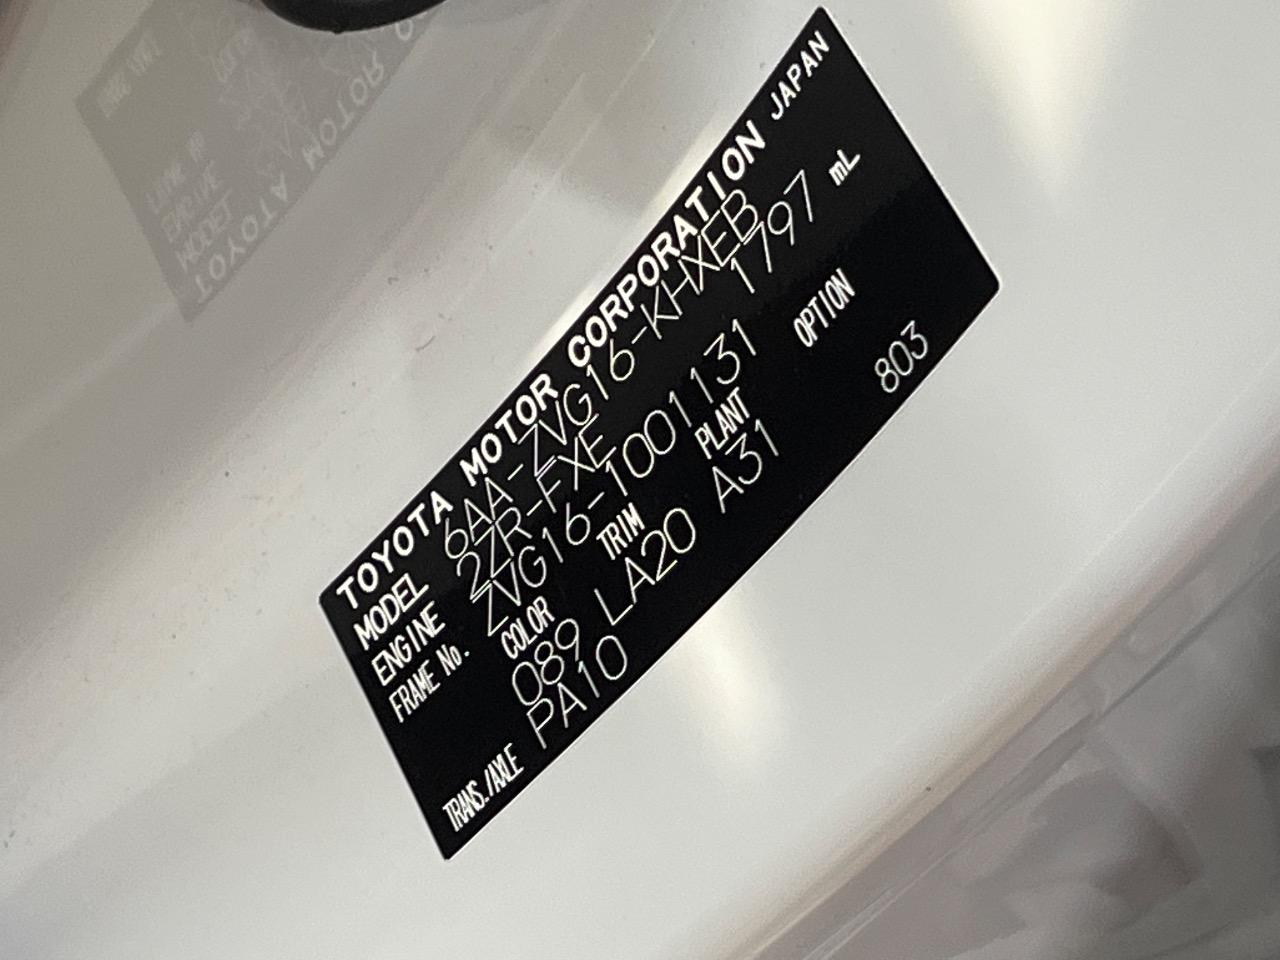 TOYOTA MOTOR CORPORATION JAPAN
MODEL 6AA-ZVG16-KHXEB
ENGINE 2ZR-FXE 1797 mL
FRAME No. ZVG16-1001131
COLOR TRIM PLANT OPTION
089 LA20 A31 803
TRANS./AXLE PA10